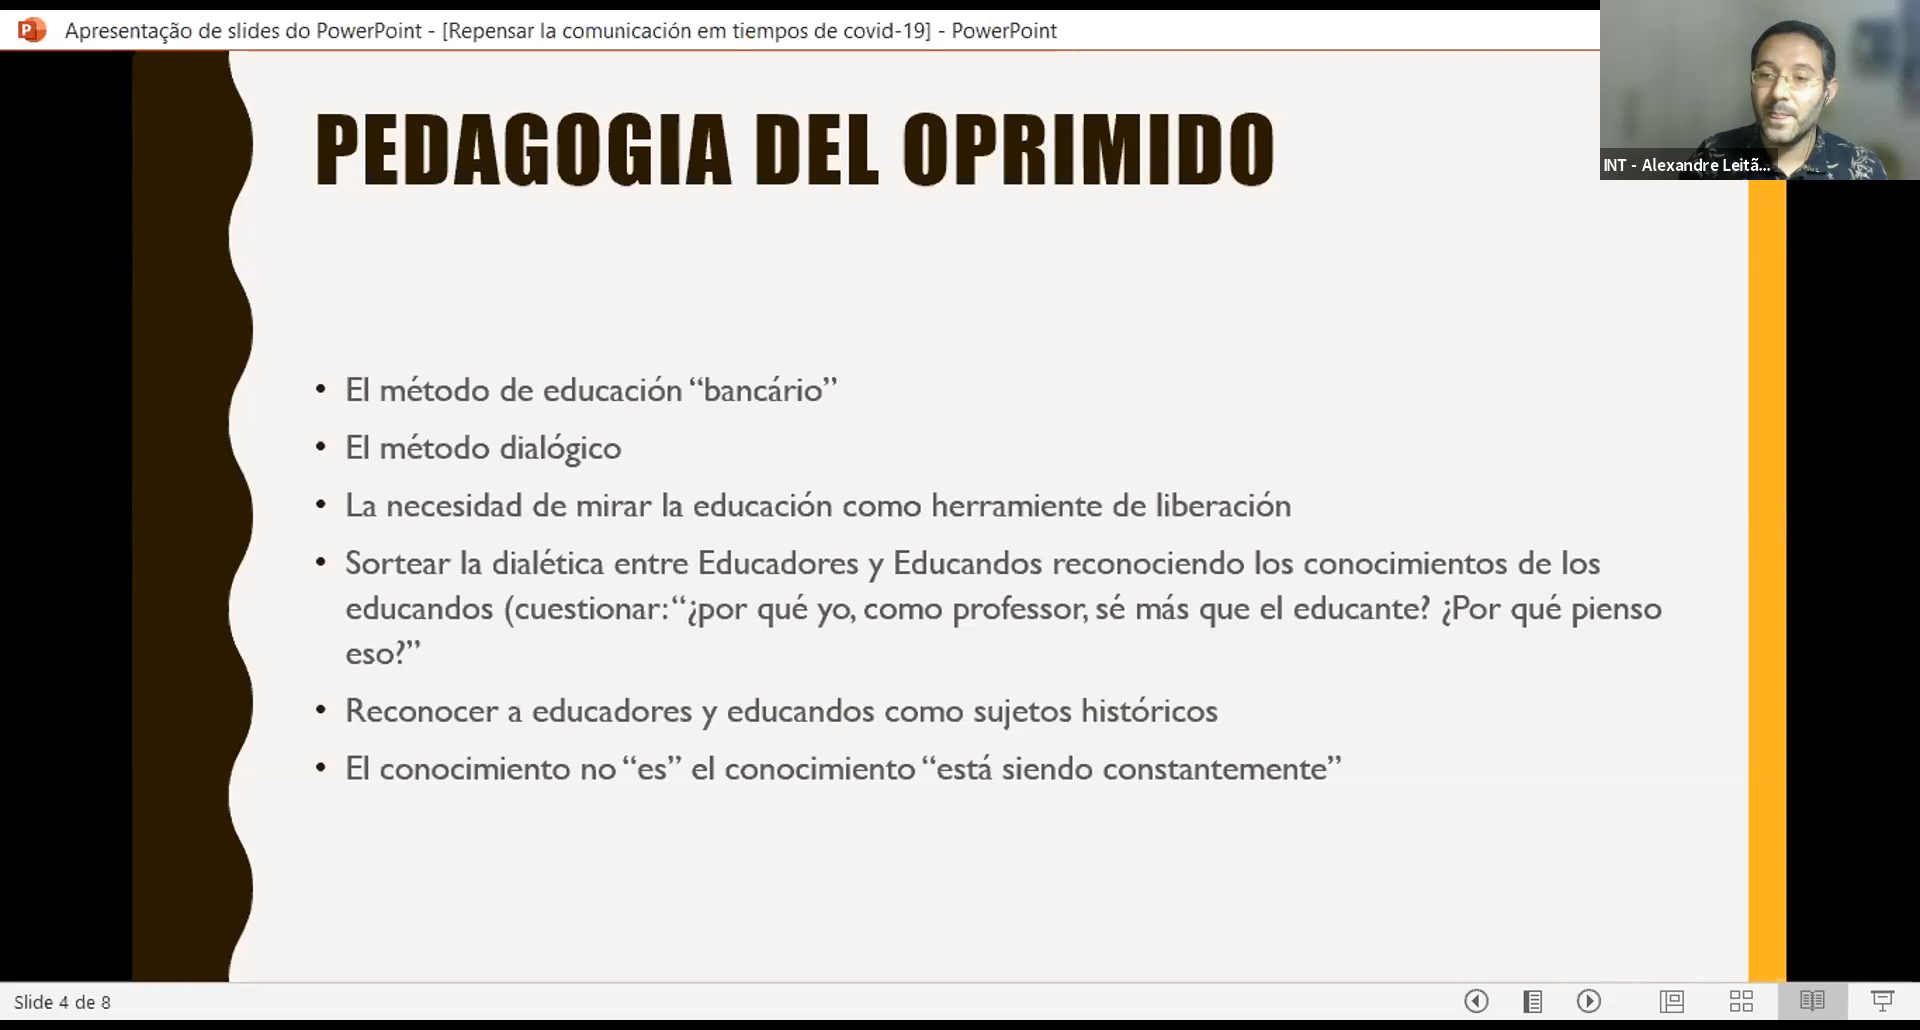 Apresentação de slides do PowerPoint - [Repensar la comunicación em tiempos de covid-19] - PowerPoint
INT - Alexandre Leitã...
PEDAGOGIA DEL OPRIMIDO
• El método de educación “bancário”
• El método dialógico
• La necesidad de mirar la educación como herramiente de liberación
• Sortear la dialética entre Educadores y Educandos reconociendo los conocimientos de los
educandos (cuestionar: “¿por qué yo, como professor, sé más que el educante? ¿Por qué pienso
eso?”
• Reconocer a educadores y educandos como sujetos históricos
• El conocimiento no “es” el conocimiento “está siendo constantemente”
Slide 4 de 8